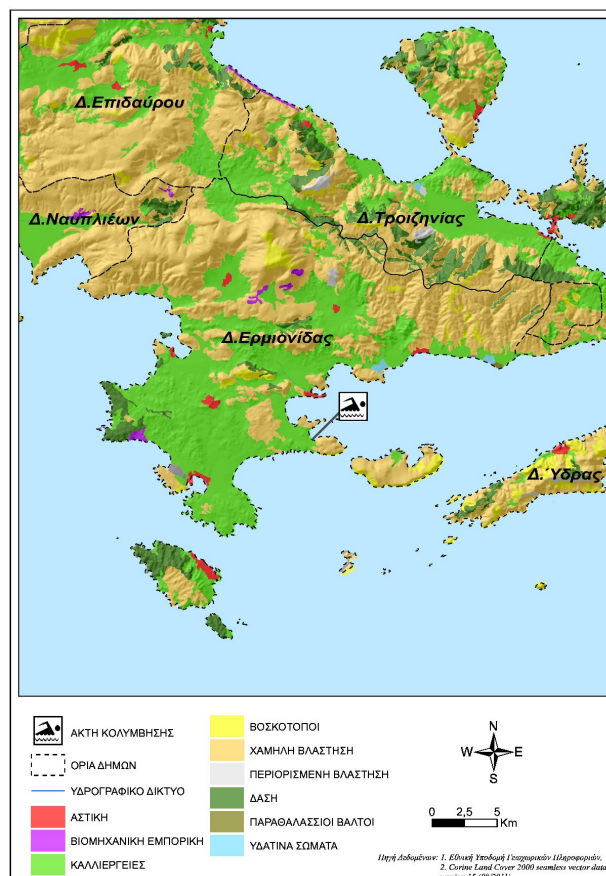 Δ.Επιδαύρου
Δ.Ναυπλιέων
Δ.Τροιζηνίας
Δ.Ερμιονίδας
Δ. Ύδρας
ΑΚΤΗ ΚΟΛΥΜΒΗΣΗΣ
ΟΡΙΑ ΔΗΜΩΝ
ΥΔΡΟΓΡΑΦΙΚΟ ΔΙΚΤΥΟ
ΑΣΤΙΚΗ
ΒΙΟΜΗΧΑΝΙΚΗ ΕΜΠΟΡΙΚΗ
ΚΑΛΛΙΕΡΓΕΙΕΣ
ΒΟΣΚΟΤΟΠΟΙ
ΧΑΜΗΛΗ ΒΛΑΣΤΗΣΗ
ΠΕΡΙΟΡΙΣΜΕΝΗ ΒΛΑΣΤΗΣΗ
ΔΑΣΗ
ΠΑΡΑΘΑΛΑΣΣΙΟΙ ΒΑΛΤΟΙ
ΥΔΑΤΙΝΑ ΣΩΜΑΤΑ
N
W E
S
0 2,5 5
Km
Πηγή Δεδομένων: 1. Εθνική Υποδομή Γεωχωρικών Πληροφοριών,
2. Corine Land Cover 2000 seamless vector data